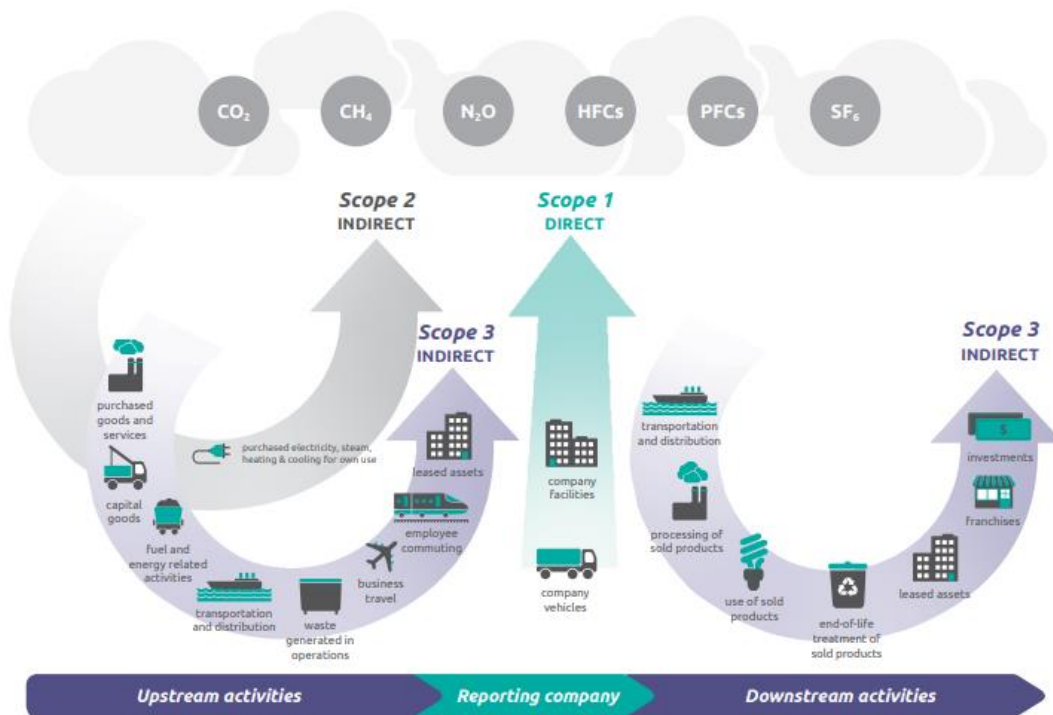 CO₂
CH₄
N₂O
HFCs
PFCs
SF₆
Scope 2
INDIRECT
Scope 1
DIRECT
Scope 3
INDIRECT
Scope 3
INDIRECT
purchased
goods and
services
capital
goods
fuel and
energy related
activities
purchased electricity, steam,
heating & cooling for own use
transportation
and distribution
waste
generated in
operations
business
travel
employee
commuting
leased assets
company
facilities
company
vehicles
transportation
and distribution
processing of
sold products
use of sold
products
end-of-life
treatment of
sold products
leased assets
franchises
$
investments
Upstream activities
Reporting company
Downstream activities